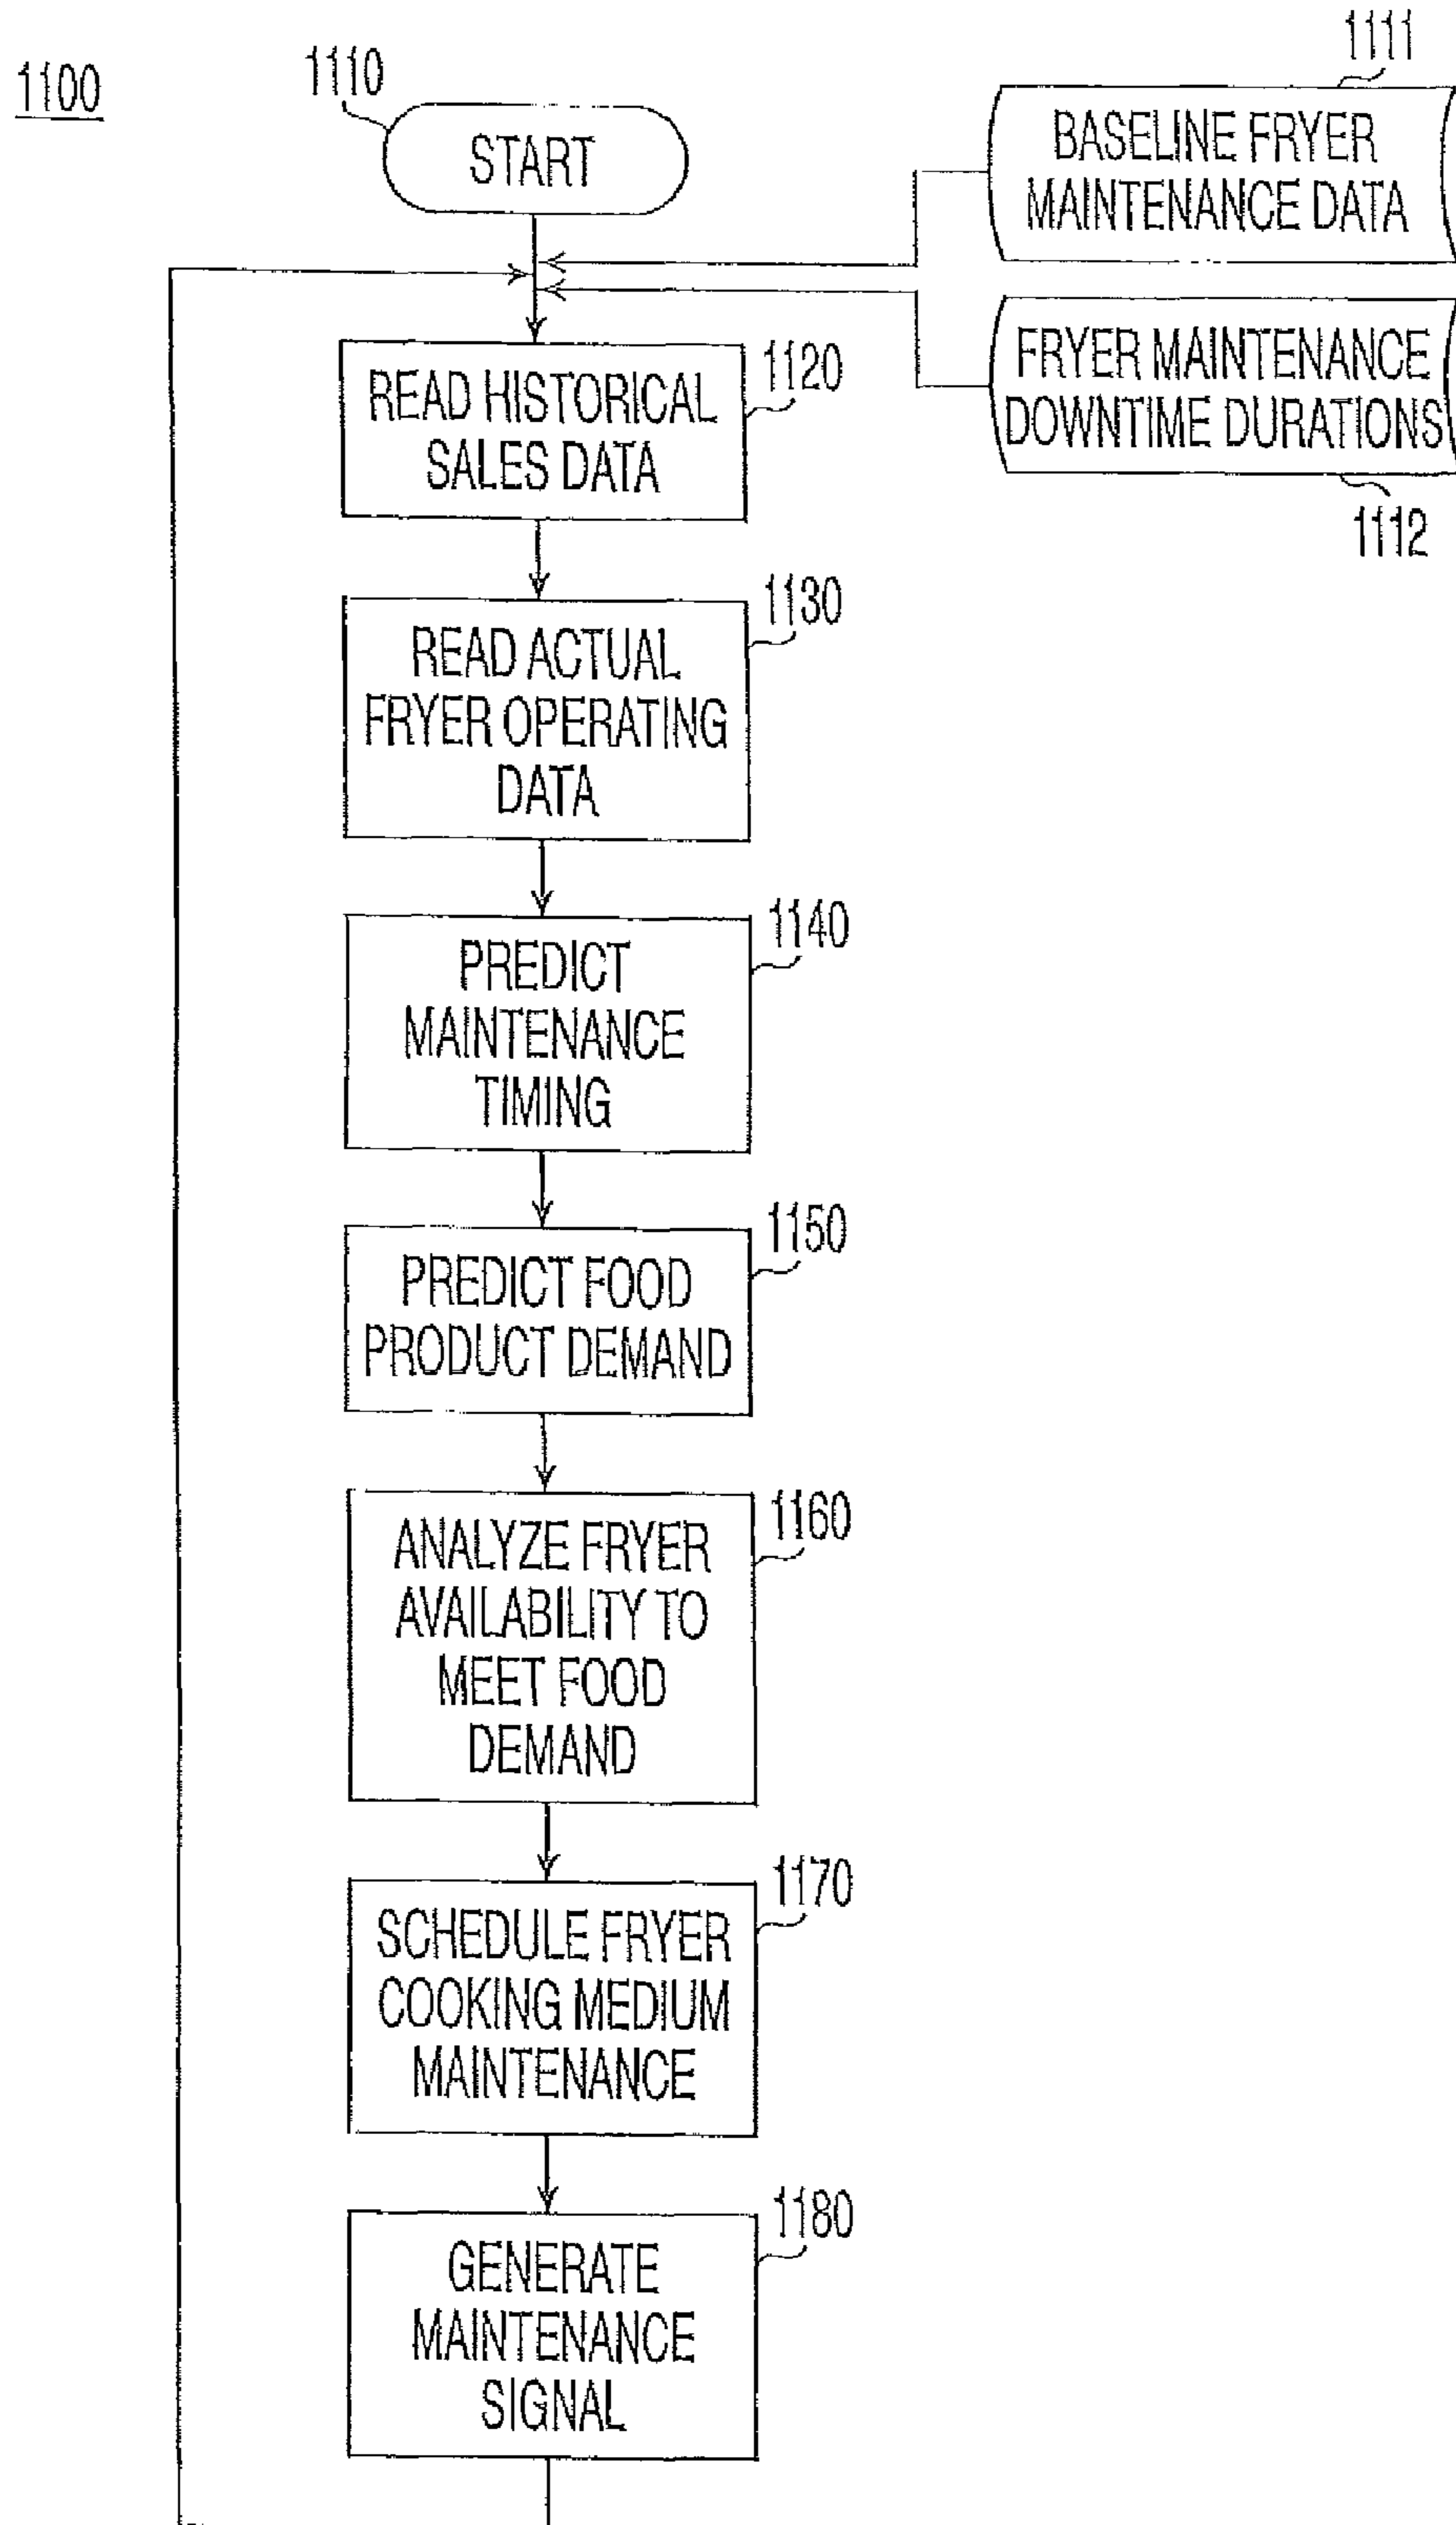 1100
1110
START
1111
BASELINE FRYER
MAINTENANCE DATA
FRYER MAINTENANCE
DOWNTIME DURATIONS
1112
1120
READ HISTORICAL
SALES DATA
1130
READ ACTUAL
FRYER OPERATING
DATA
1140
PREDICT
MAINTENANCE
TIMING
1150
PREDICT FOOD
PRODUCT DEMAND
1160
ANALYZE FRYER
AVAILABILITY TO
MEET FOOD
DEMAND
1170
SCHEDULE FRYER
COOKING MEDIUM
MAINTENANCE
1180
GENERATE
MAINTENANCE
SIGNAL